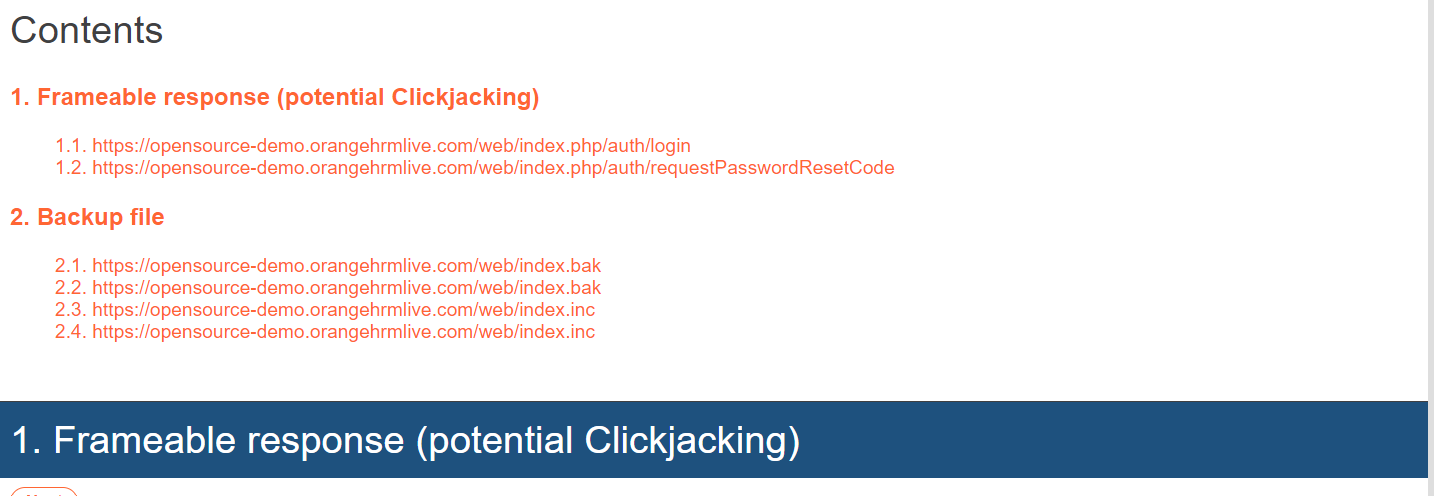 Contents
1. Frameable response (potential Clickjacking)
1.1. https://opensource-demo.orangehrmlive.com/web/index.php/auth/login
1.2. https://opensource-demo.orangehrmlive.com/web/index.php/auth/requestPasswordResetCode
2. Backup file
2.1. https://opensource-demo.orangehrmlive.com/web/index.bak
2.2. https://opensource-demo.orangehrmlive.com/web/index.bak
2.3. https://opensource-demo.orangehrmlive.com/web/index.inc
2.4. https://opensource-demo.orangehrmlive.com/web/index.inc
1. Frameable response (potential Clickjacking)